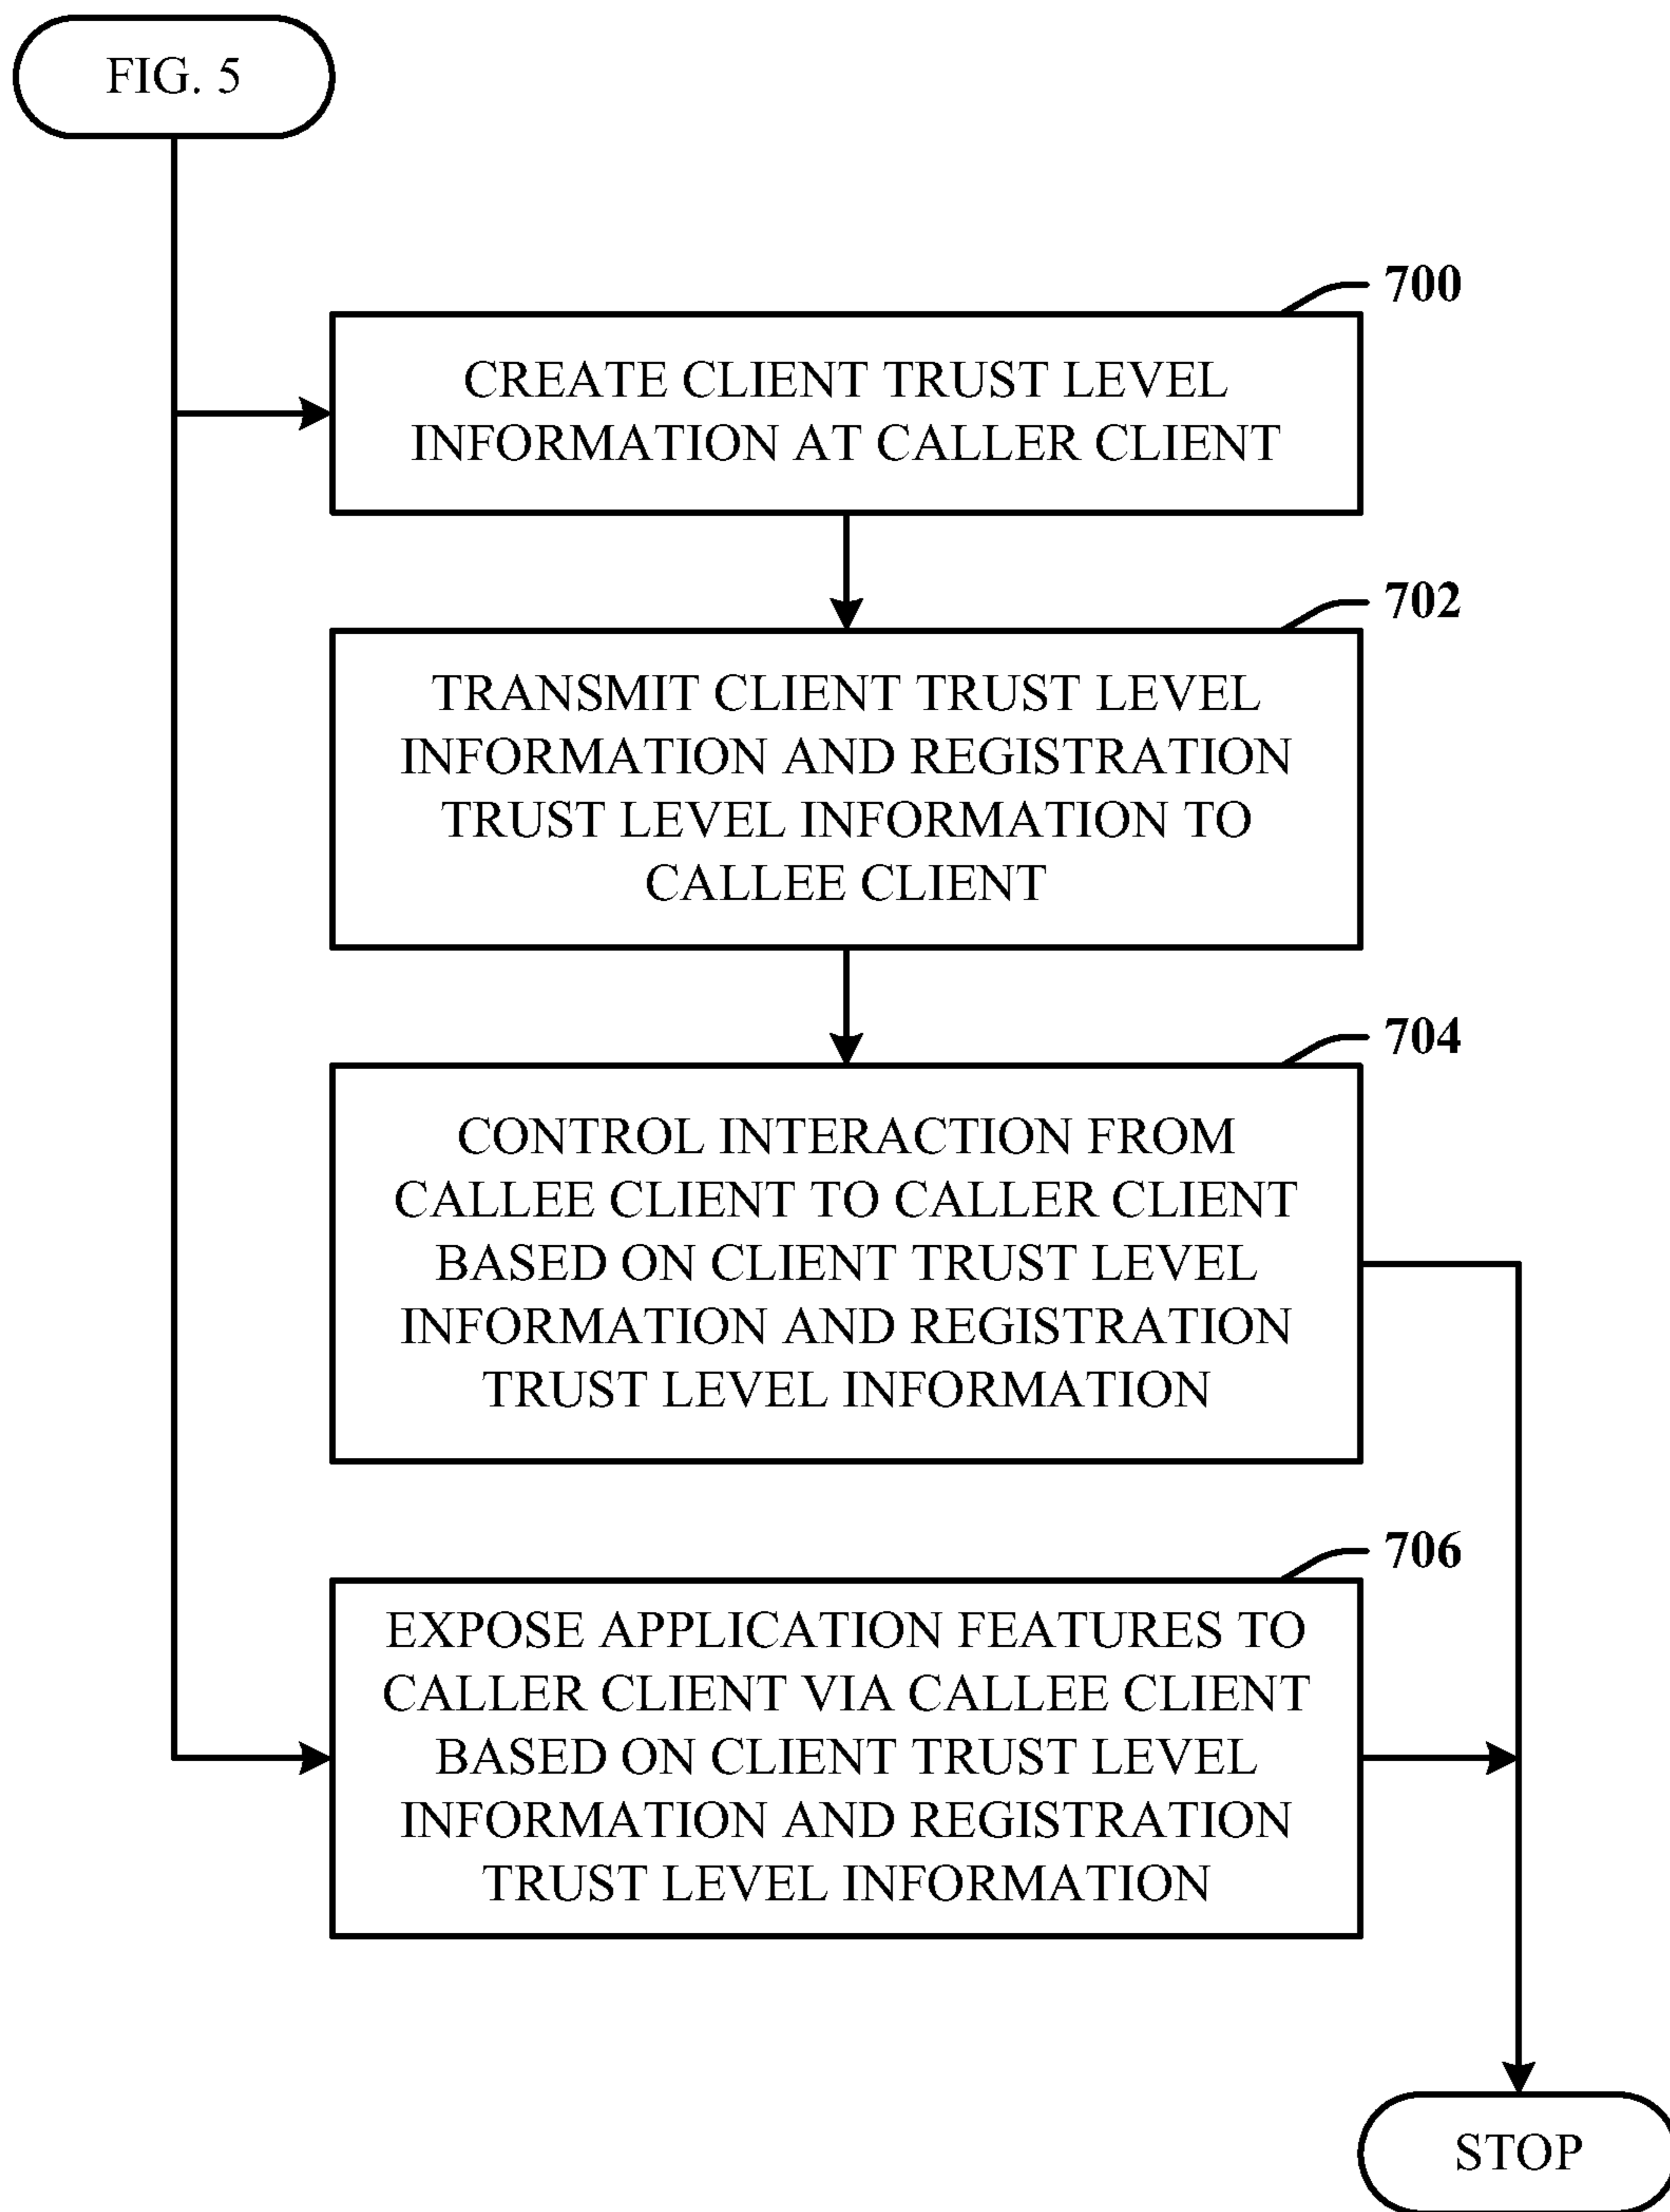 FIG. 5
700
CREATE CLIENT TRUST LEVEL
INFORMATION AT CALLER CLIENT
702
TRANSMIT CLIENT TRUST LEVEL
INFORMATION AND REGISTRATION
TRUST LEVEL INFORMATION TO
CALLEE CLIENT
704
CONTROL INTERACTION FROM
CALLEE CLIENT TO CALLER CLIENT
BASED ON CLIENT TRUST LEVEL
INFORMATION AND REGISTRATION
TRUST LEVEL INFORMATION
706
EXPOSE APPLICATION FEATURES TO
CALLER CLIENT VIA CALLEE CLIENT
BASED ON CLIENT TRUST LEVEL
INFORMATION AND REGISTRATION
TRUST LEVEL INFORMATION
STOP